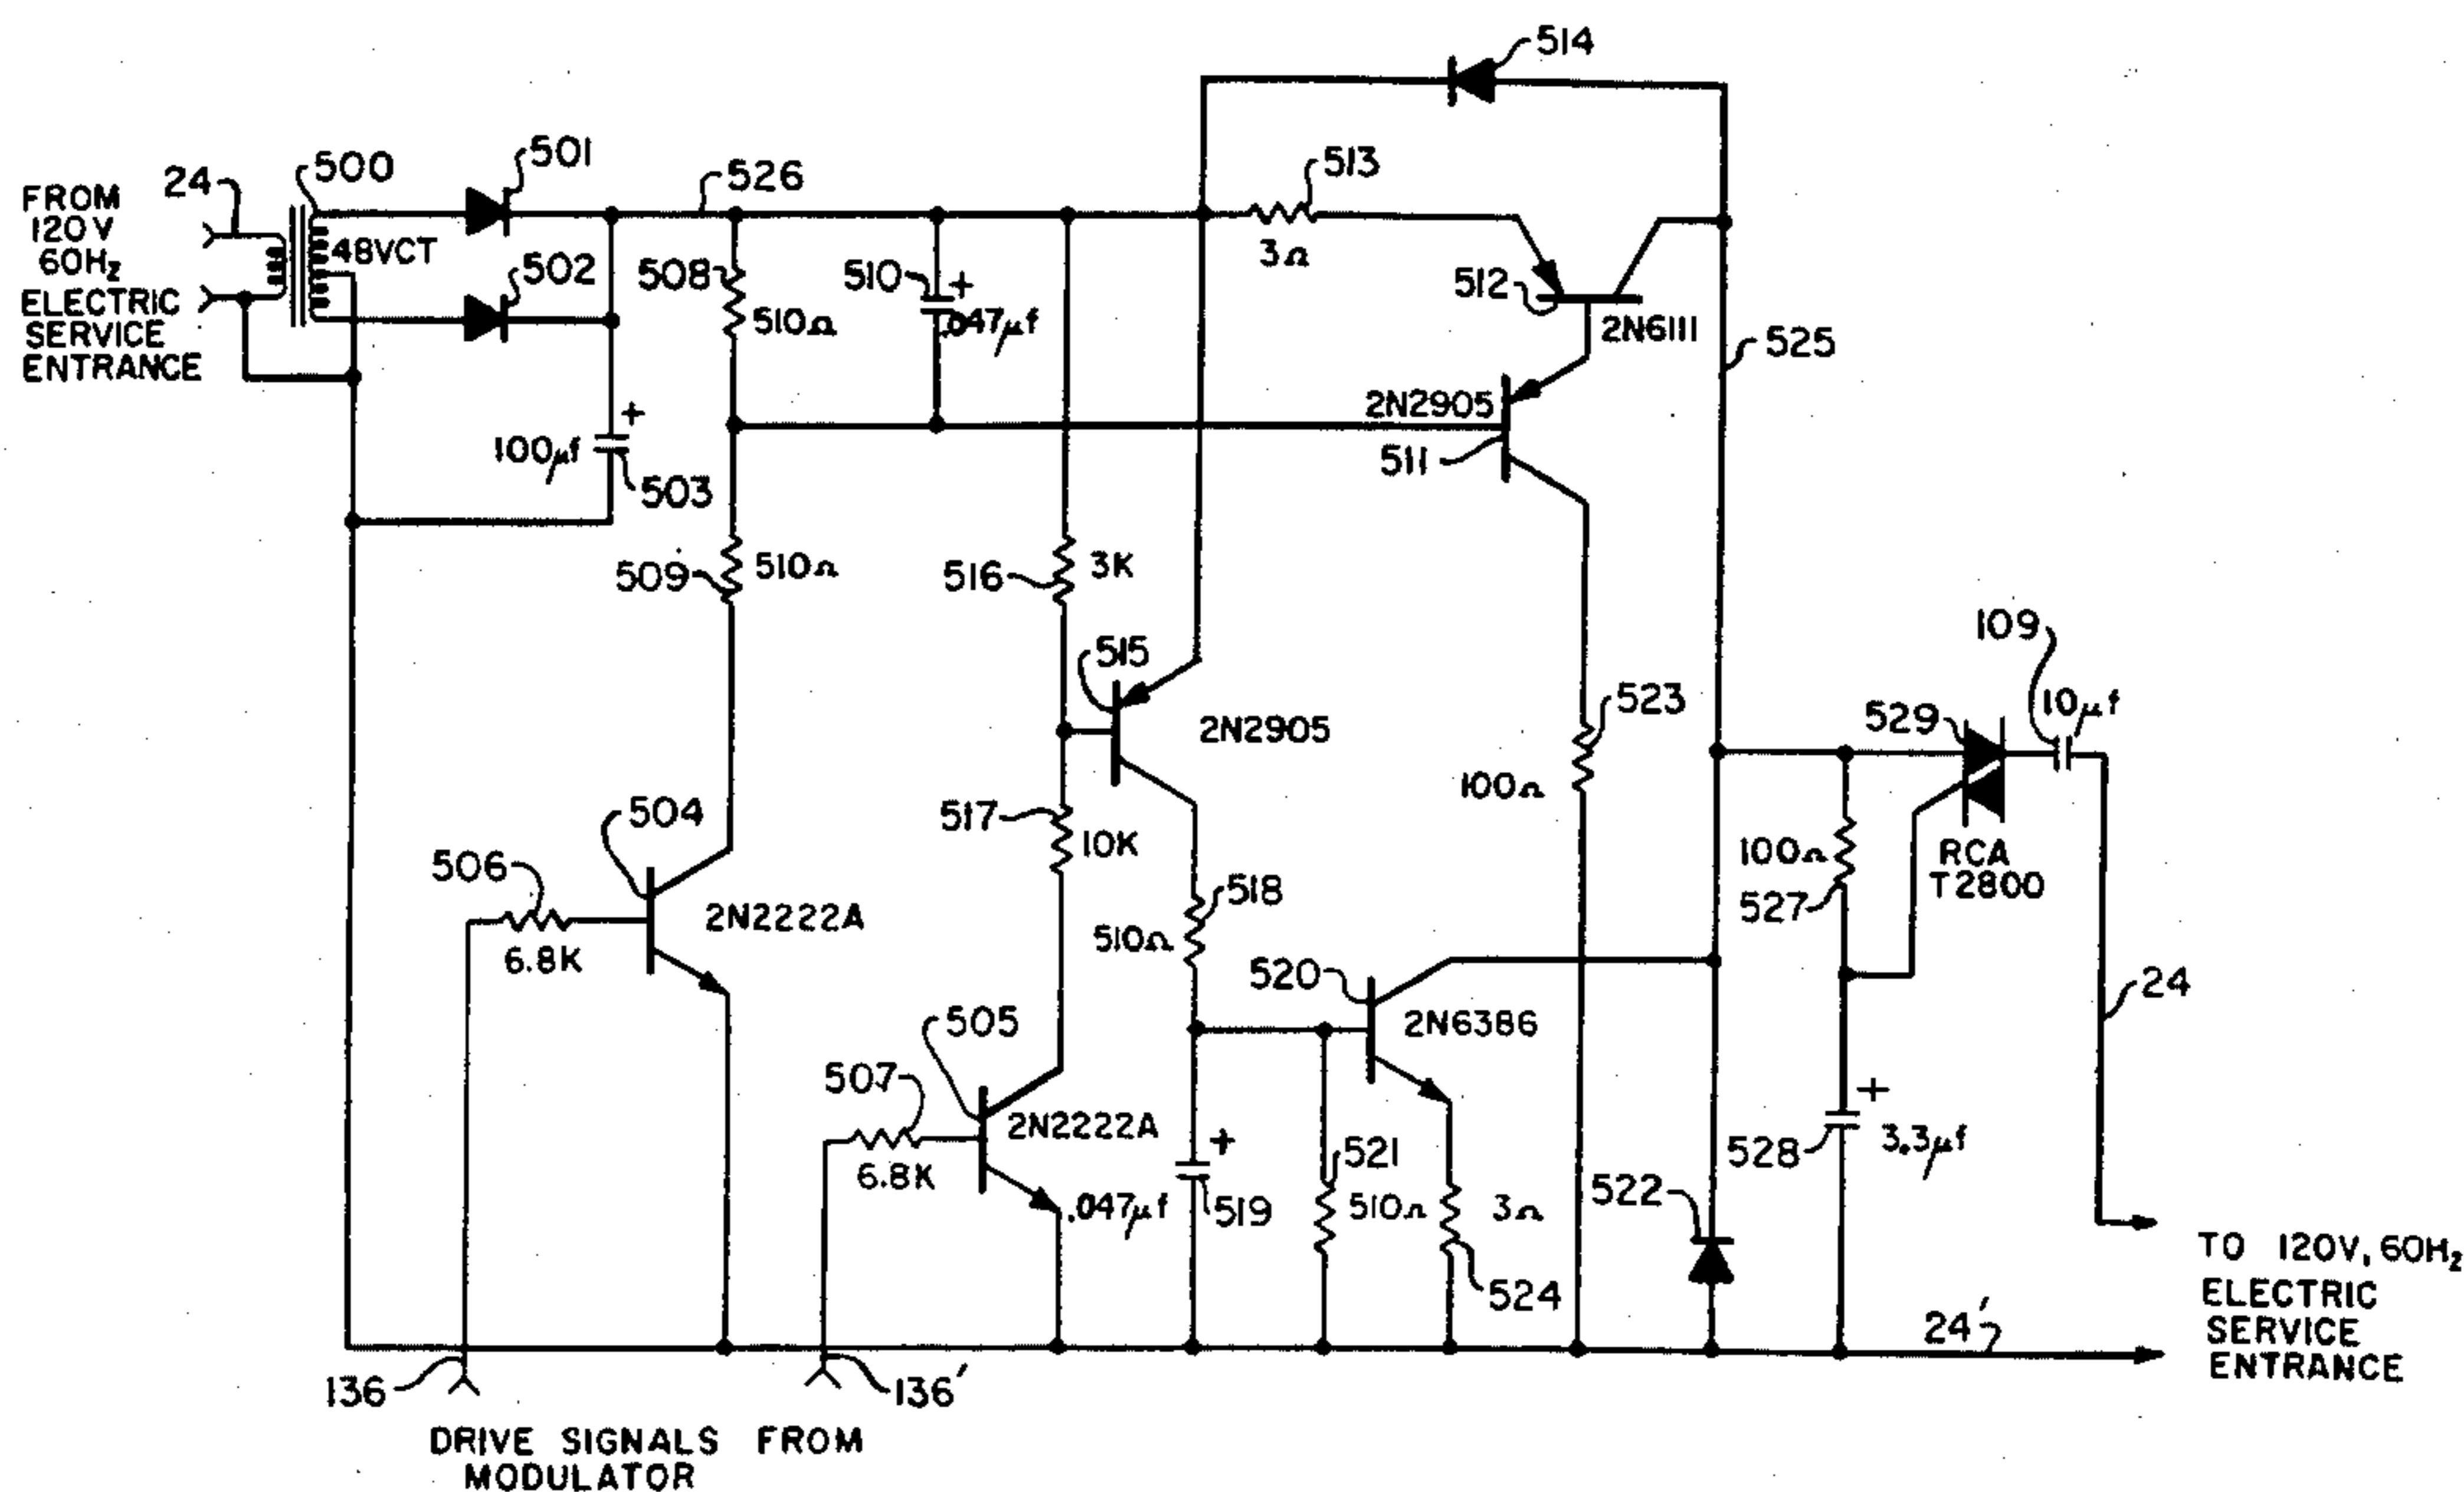 514
FROM
120V
60Hz
ELECTRIC
SERVICE
ENTRANCE
24
500
48VCT
501
502
526
508
510Ω
510
+
.047µf
513
3Ω
512
2N6111
525
2N2905
511
100µf
+
503
509
510Ω
516
3K
515
2N2905
523
100Ω
109
10µf
529
RCA
T2800
100Ω
527
517
10K
504
506
6.8K
2N2222A
518
510Ω
520
2N6386
24
505
507
6.8K
2N2222A
+
.047µf
519
521
510Ω
3Ω
524
522
+
528
3.3µf
TO 120V, 60Hz
ELECTRIC
SERVICE
ENTRANCE
24'
136
136'
DRIVE SIGNALS FROM
MODULATOR